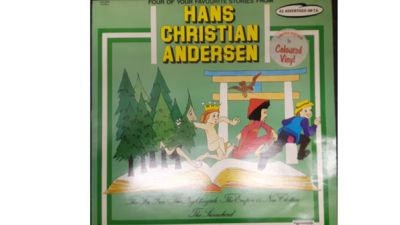 FOUR OF YOUR FAVOURITE STORIES FROM
AS ADVERTISED ON T.V.
HANS
CHRISTIAN
ANDERSEN
Coloured
Vinyl
The Fir Tree The Nightingale The Emperor's New Clothes
The Swineherd